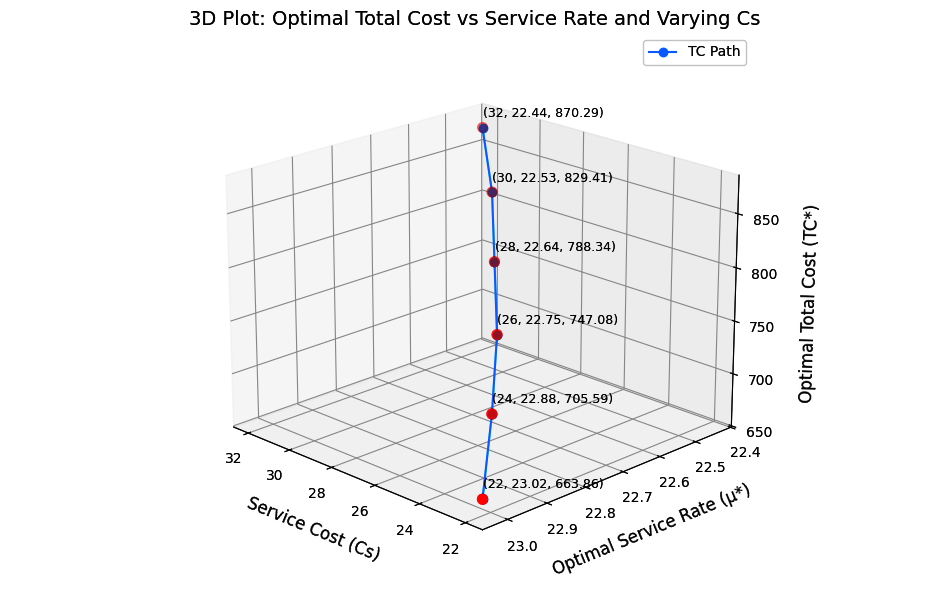 3D Plot: Optimal Total Cost vs Service Rate and Varying Cs
TC Path
(32, 22.44, 870.29)
(30, 22.53, 829.41)
(28, 22.64, 788.34)
(26, 22.75, 747.08)
(24, 22.88, 705.59)
(22, 23.02, 663.86)
850
800
750
700
650
Optimal Total Cost (TC*)
32
30
28
26
24
22
Service Cost (Cs)
23.0
22.9
22.8
22.7
22.6
22.5
22.4
Optimal Service Rate (μ*)